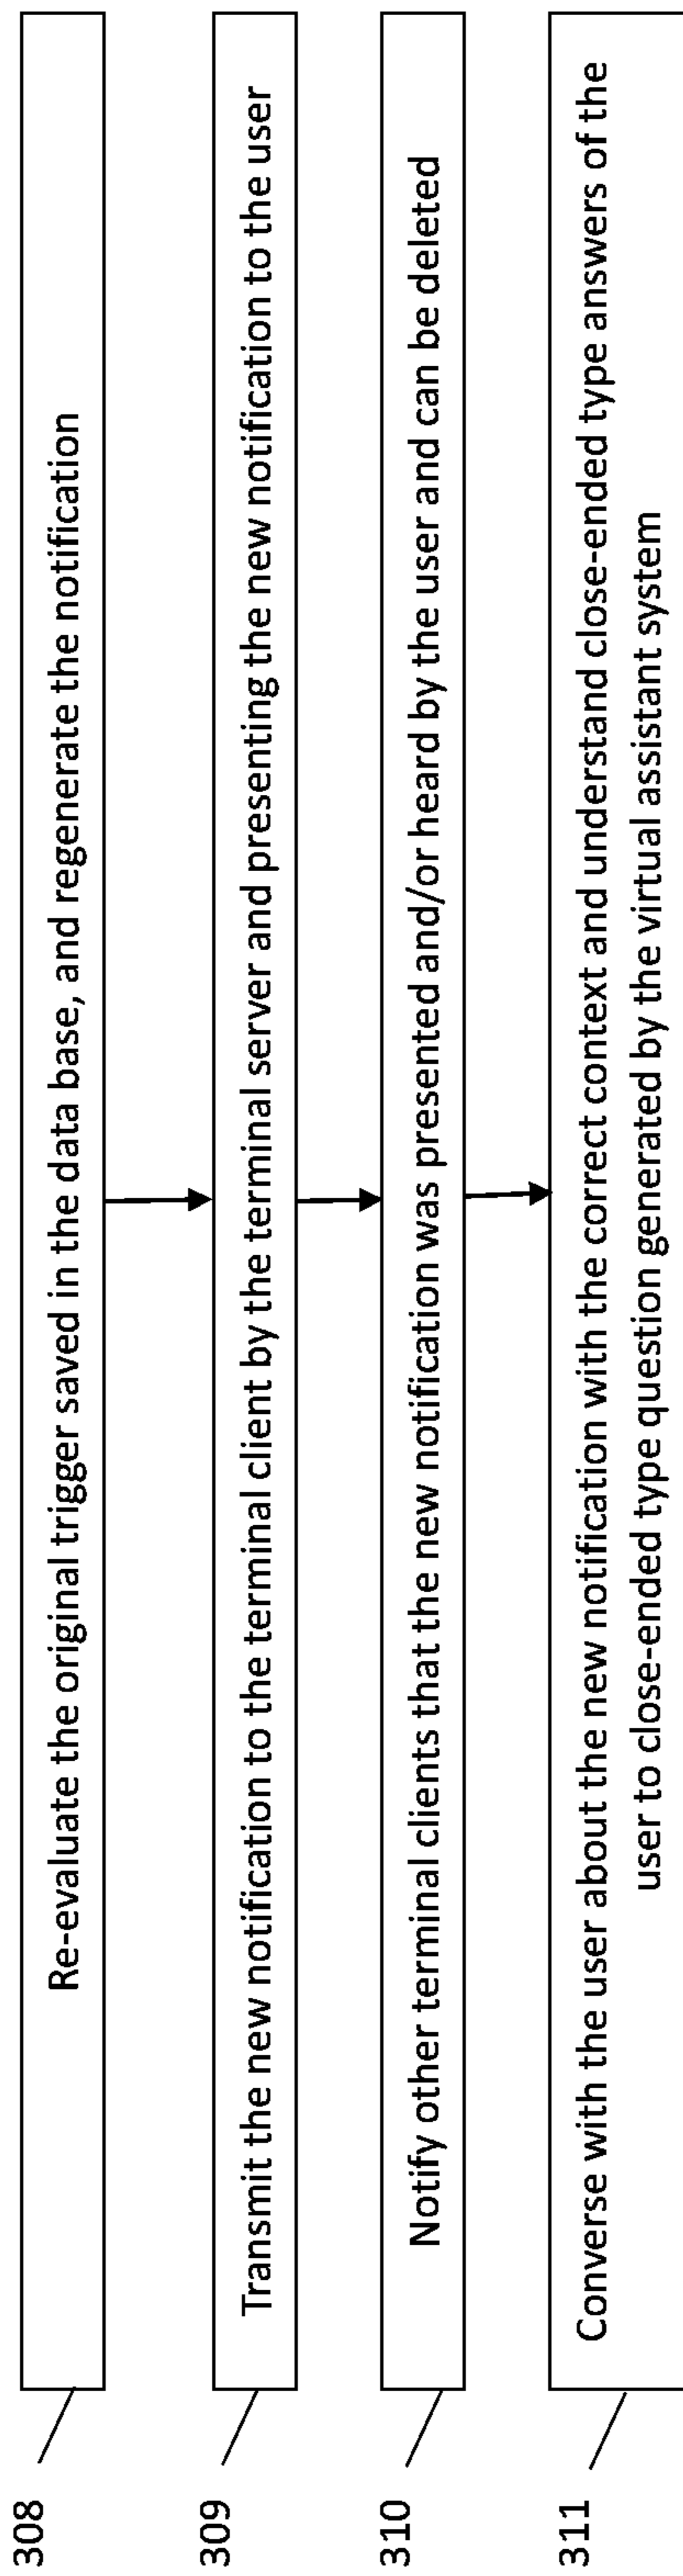 308
Re-evaluate the original trigger saved in the data base, and regenerate the notification
309
Transmit the new notification to the terminal client by the terminal server and presenting the new notification to the user
310
Notify other terminal clients that the new notification was presented and/or heard by the user and can be deleted
311
Converse with the user about the new notification with the correct context and understand close-ended type answers of the
user to close-ended type question generated by the virtual assistant system